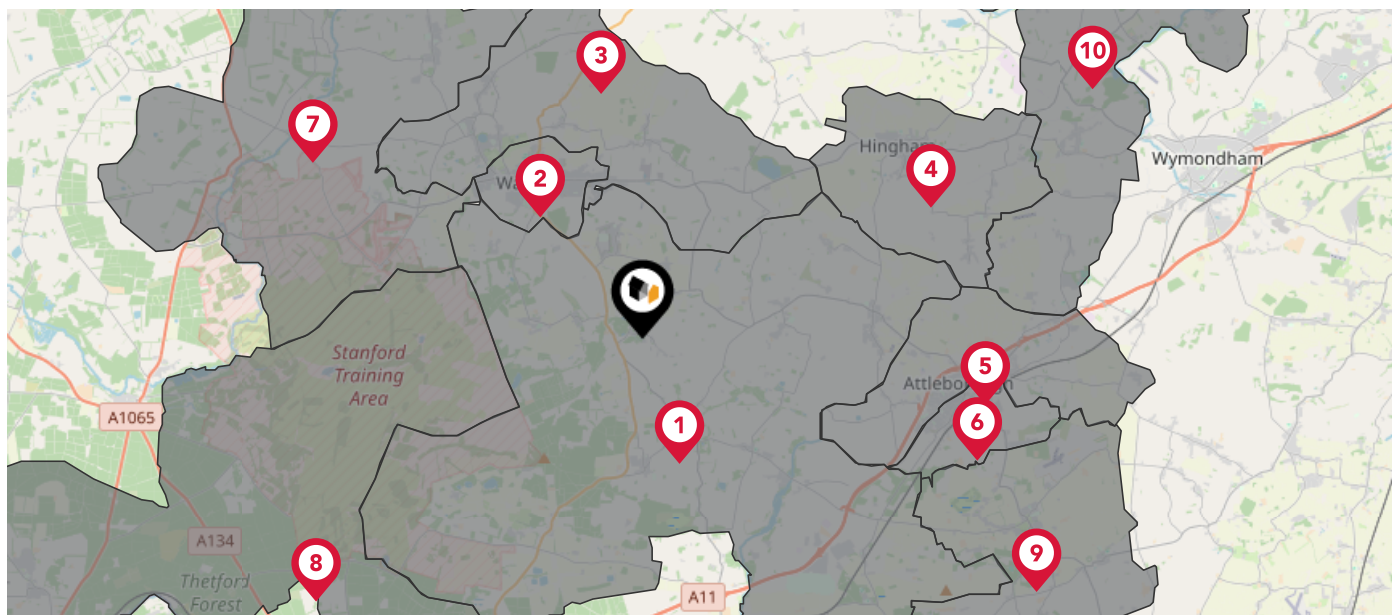 3
10
7
Hingham
Wymondham
4
2
Stanford
Training
Area
5
A1065
6
1
A134
8
9
Thetford
Forest
A11